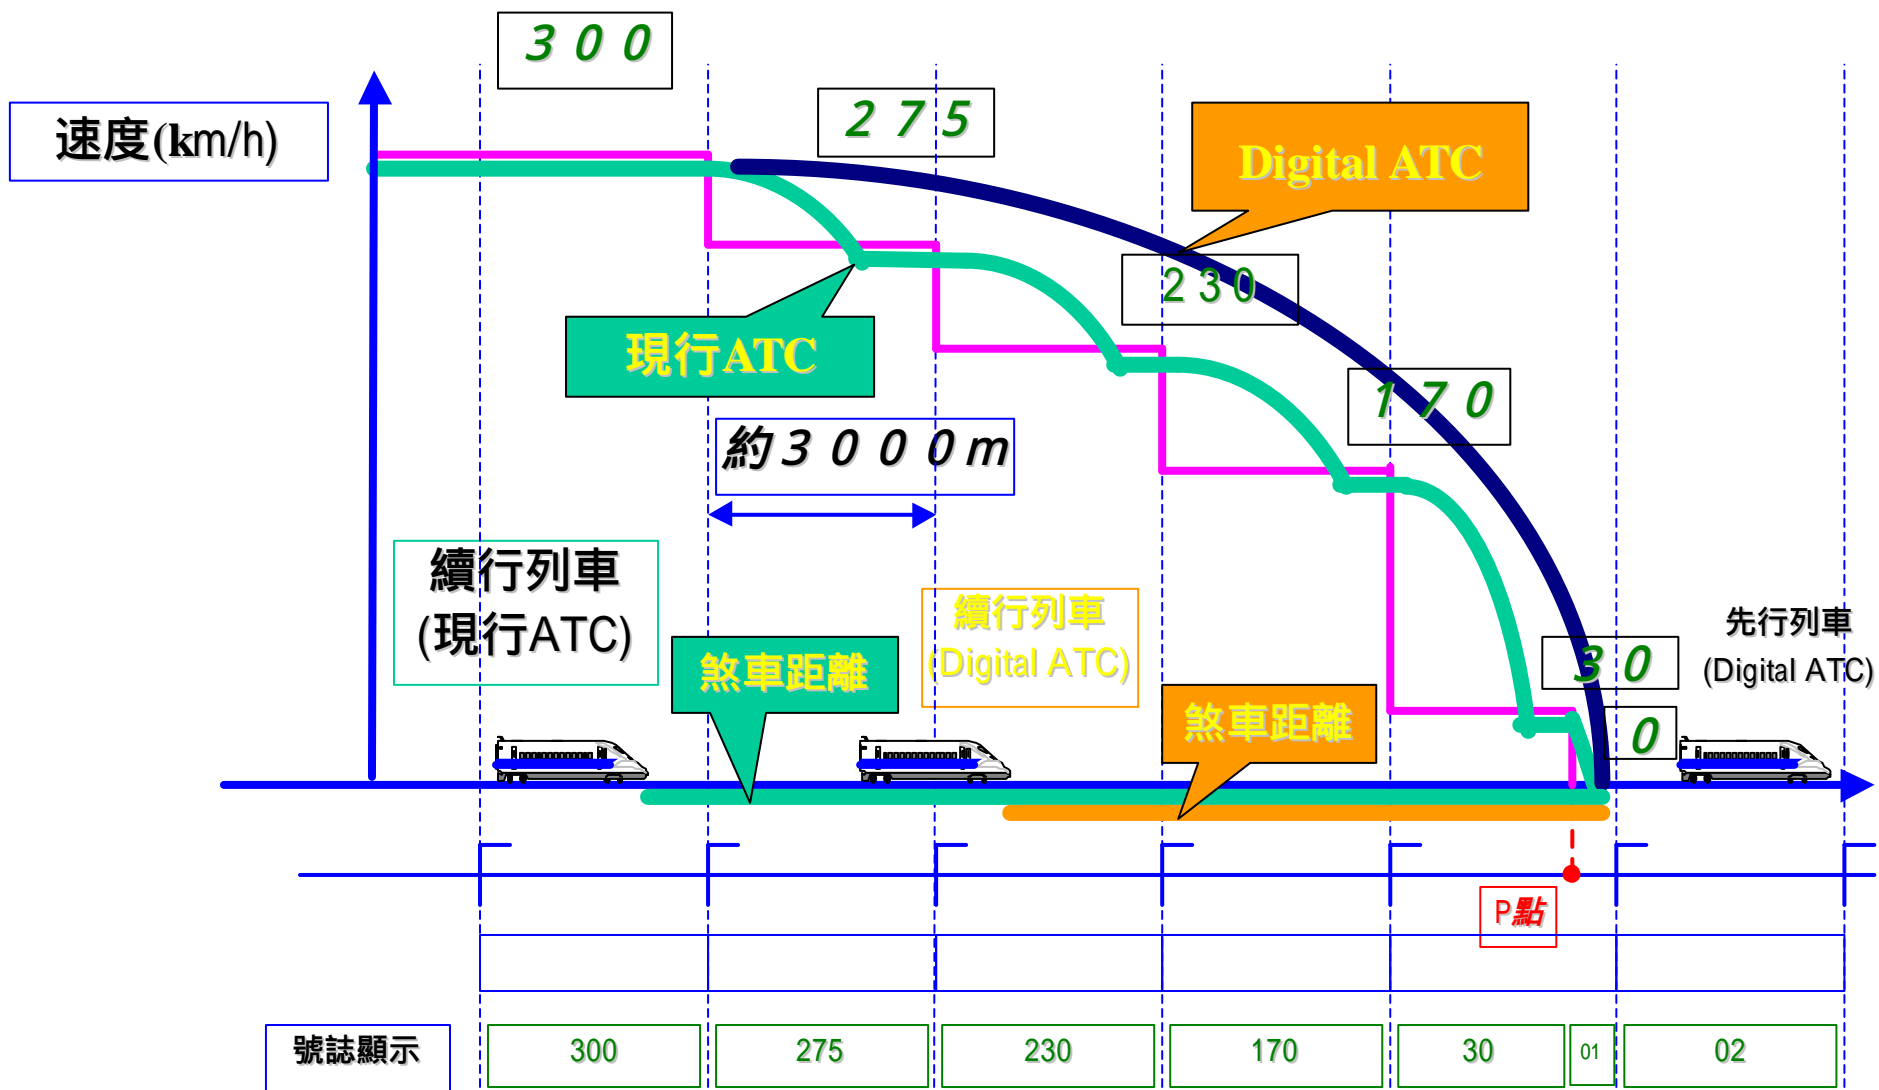 ３００
２７５
速度(km/h)
Digital ATC
２３０
現行ATC
１７０
約３０００m
續行列車
(現行ATC)
續行列車
(Digital ATC)
先行列車
(Digital ATC)
煞車距離
３０
煞車距離
０
P點
號誌顯示
300
275
230
170
30
01
02